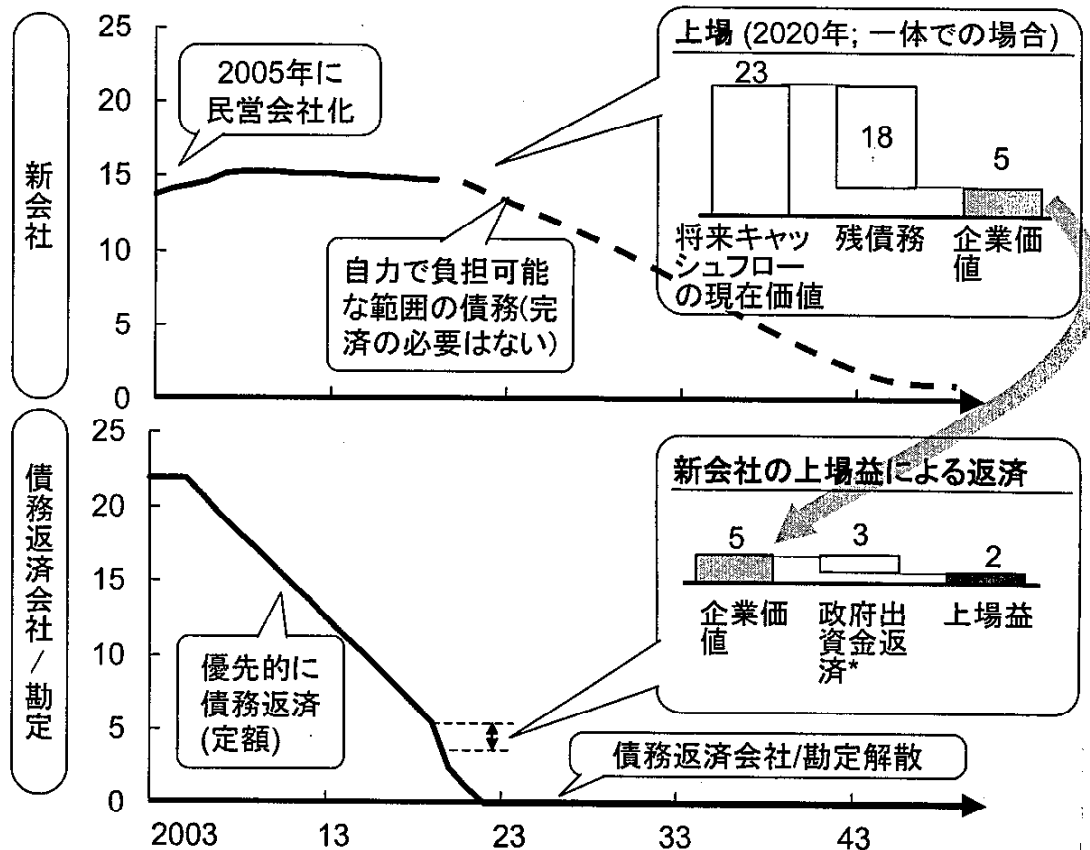 新会社
25
20
15
10
5
0
2005年に
民営会社化
自力で負担可能
な範囲の債務(完
済の必要はない)
上場 (2020年; 一体での場合)
23
18
5
将来キャッ
シュフロー
の現在価値
残債務
企業価
値
債務返済会社/勘定
25
20
15
10
5
0
優先的に
債務返済
(定額)
新会社の上場益による返済
5
3
2
企業価
値
政府出
資金返
済*
上場益
債務返済会社/勘定解散
2003
13
23
33
43